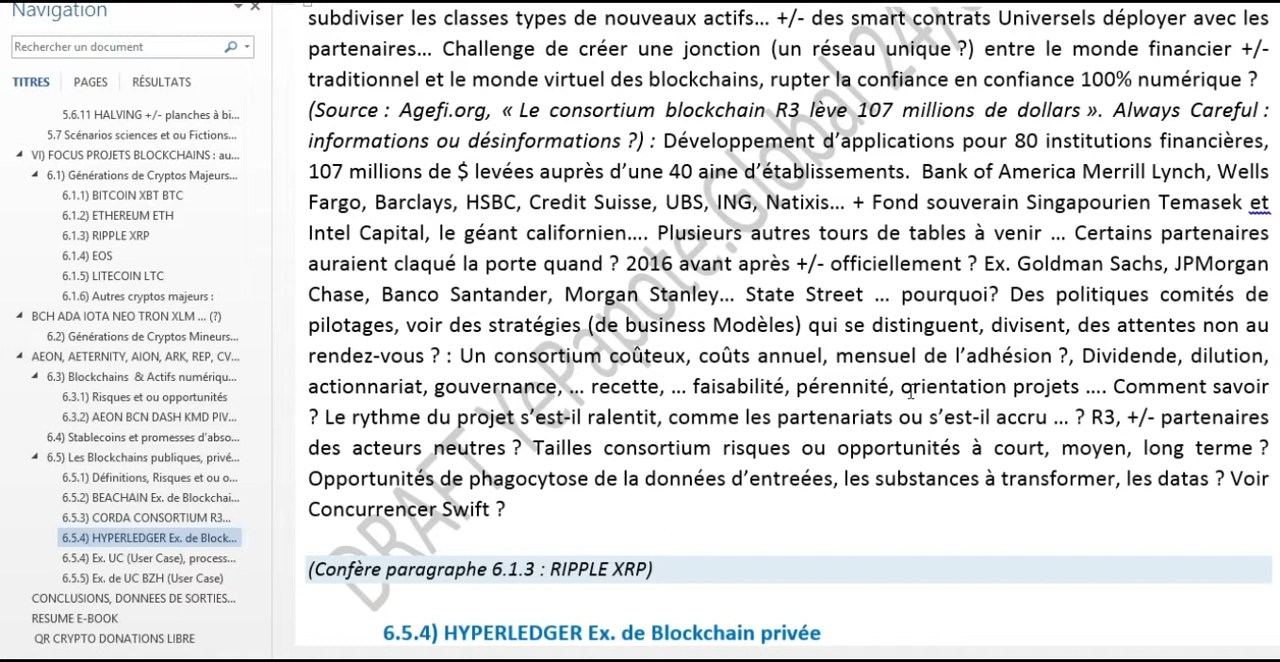 Navigation
Rechercher un document
TITRES PAGES RÉSULTATS
5.6.11 HALVING +/- planches à bi...
5.7 Scénarios sciences et ou Fictions...
VI) FOCUS PROJETS BLOCKCHAINS : au...
6.1) Générations de Cryptos Majeurs...
6.1.1) BITCOIN XBT BTC
6.1.2) ETHEREUM ETH
6.1.3) RIPPLE XRP
6.1.4) EOS
6.1.5) LITECOIN LTC
6.1.6) Autres cryptos majeurs :
BCH ADA IOTA NEO TRON XLM ... (?)
6.2) Générations de Cryptos Mineurs...
AEON, AETERNITY, AION, ARK, REP, CV...
6.3) Blockchains & Actifs numériqu...
6.3.1) Risques et ou opportunités
6.3.2) AEON BCN DASH KMD PIV...
6.4) Stablecoins et promesses d'abso...
6.5) Les Blockchains publiques, privé...
6.5.1) Définitions, Risques et ou o...
6.5.2) BEACHAIN Ex. de Blockchai...
6.5.3) CORDA CONSORTIUM R3...
6.5.4) HYPERLEDGER Ex. de Block...
6.5.4) Ex. UC (User Case), process...
6.5.5) Ex. de UC BZH (User Case)
CONCLUSIONS, DONNEES DE SORTIES...
RESUME E-BOOK
QR CRYPTO DONATIONS LIBRE
subdiviser les classes types de nouveaux actifs... +/- des smart contrats Universels déployer avec les
partenaires... Challenge de créer une jonction (un réseau unique ?) entre le monde financier +/-
traditionnel et le monde virtuel des blockchains, rupter la confiance en confiance 100% numérique ?
(Source : Agefi.org, « Le consortium blockchain R3 lève 107 millions de dollars ». Always Careful :
informations ou désinformations ?) : Développement d'applications pour 80 institutions financières,
107 millions de $ levées auprès d'une 40 aine d'établissements. Bank of America Merrill Lynch, Wells
Fargo, Barclays, HSBC, Credit Suisse, UBS, ING, Natixis... + Fond souverain Singapourien Temasek et
Intel Capital, le géant californien.... Plusieurs autres tours de tables à venir ... Certains partenaires
auraient claqué la porte quand ? 2016 avant après +/- officiellement ? Ex. Goldman Sachs, JPMorgan
Chase, Banco Santander, Morgan Stanley... State Street ... pourquoi? Des politiques comités de
pilotages, voir des stratégies (de business Modèles) qui se distinguent, divisent, des attentes non au
rendez-vous ? : Un consortium coûteux, coûts annuel, mensuel de l'adhésion ?, Dividende, dilution,
actionnariat, gouvernance, ... recette, ... faisabilité, pérennité, orientation projets .... Comment savoir
? Le rythme du projet s'est-il ralentit, comme les partenariats ou s'est-il accru ... ? R3, +/- partenaires
des acteurs neutres ? Tailles consortium risques ou opportunités à court, moyen, long terme ?
Opportunités de phagocytose de la données d'entreées, les substances à transformer, les datas ? Voir
Concurrencer Swift ?
(Confère paragraphe 6.1.3 : RIPPLE XRP)
6.5.4) HYPERLEDGER Ex. de Blockchain privée
DRAFT YePapote.Global 24/